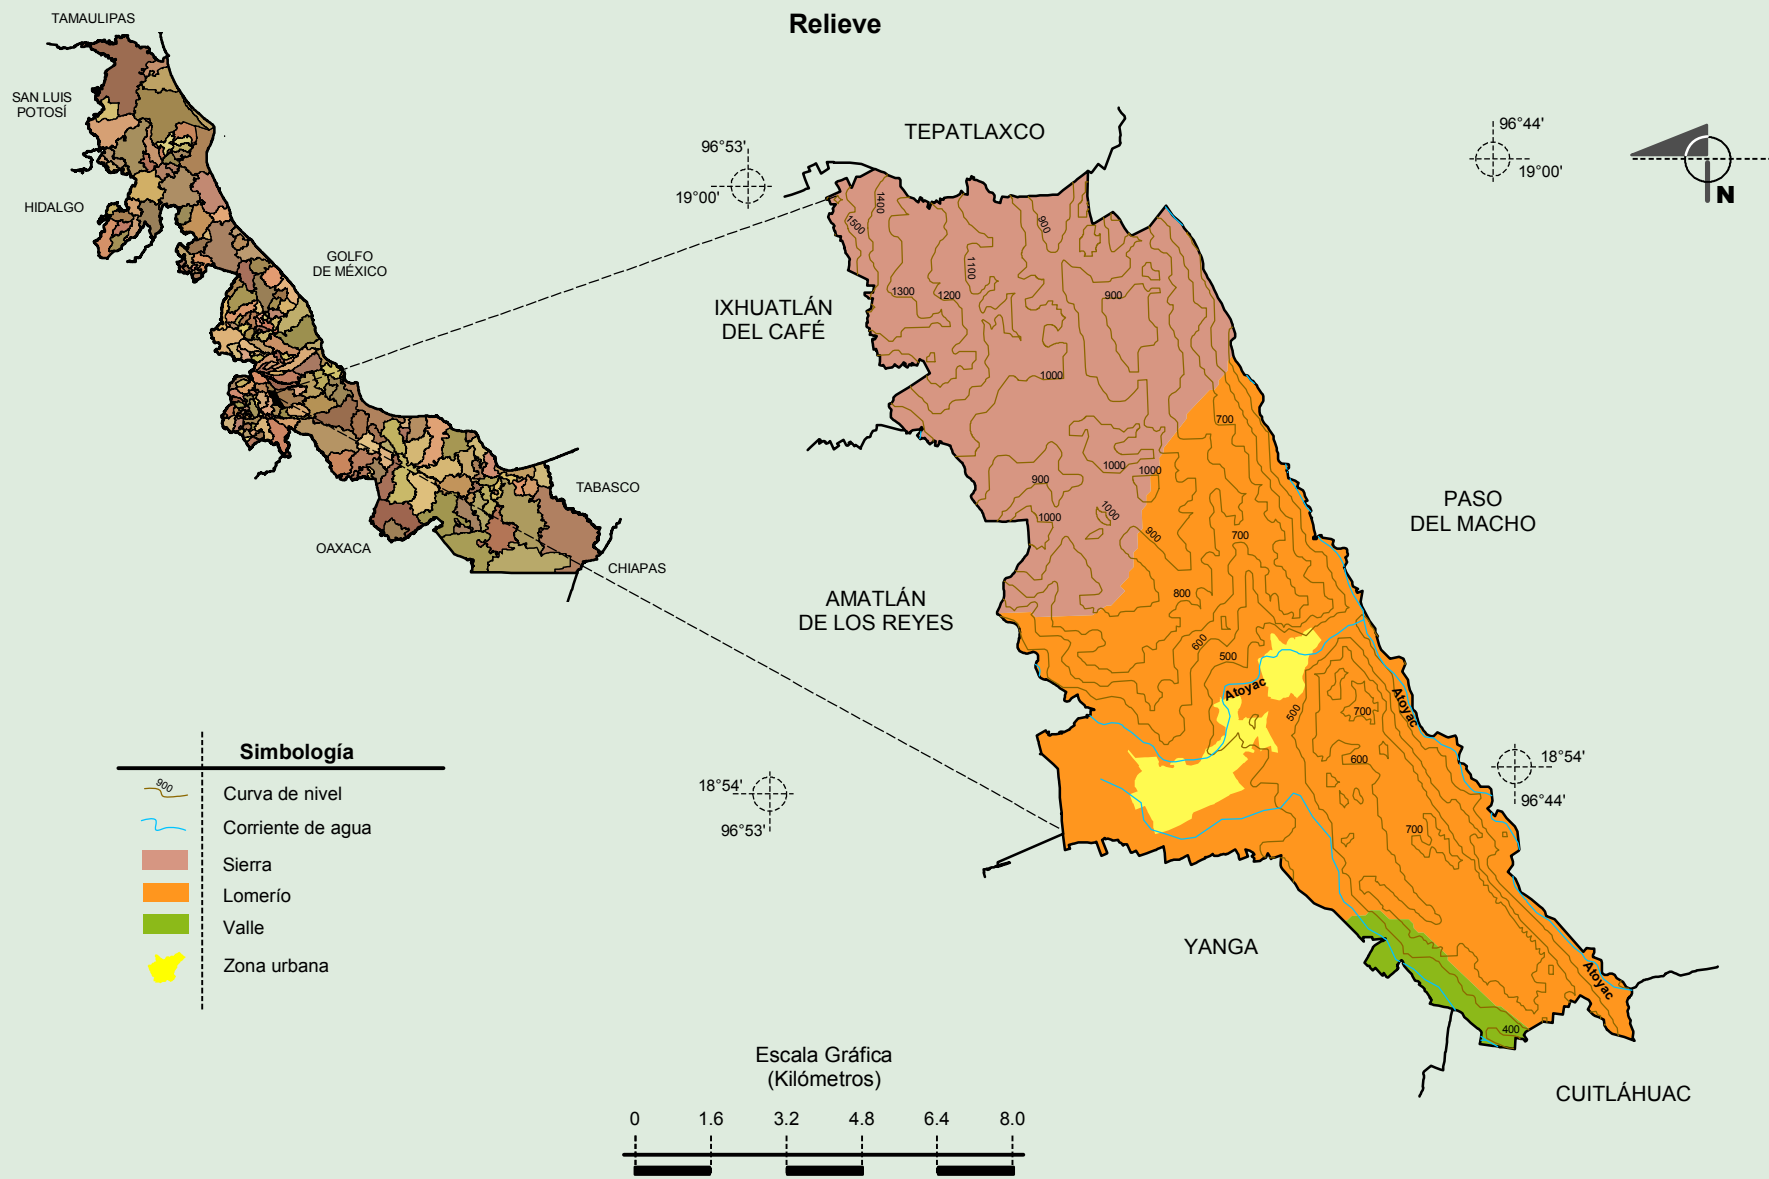 Relieve
TAMAULIPAS
SAN LUIS
POTOSÍ
HIDALGO
GOLFO
DE MÉXICO
TABASCO
OAXACA
CHIAPAS
TEPATLAXCO
96°53'
19°00'
96°44'
19°00'
N
IXHUATLÁN
DEL CAFÉ
PASO
DEL MACHO
AMATLÁN
DE LOS REYES
YANGA
CUITLÁHUAC
18°54'
96°53'
18°54'
96°44'
1500
1400
1300
1200
1100
900
900
1000
700
1000
1000
900
1000
1000
900
700
800
600
500
Atoyac
500
700
Atoyac
600
700
Atoyac
400
Simbología
900
Curva de nivel
Corriente de agua
Sierra
Lomerío
Valle
Zona urbana
Escala Gráfica
(Kilómetros)
0 1.6 3.2 4.8 6.4 8.0